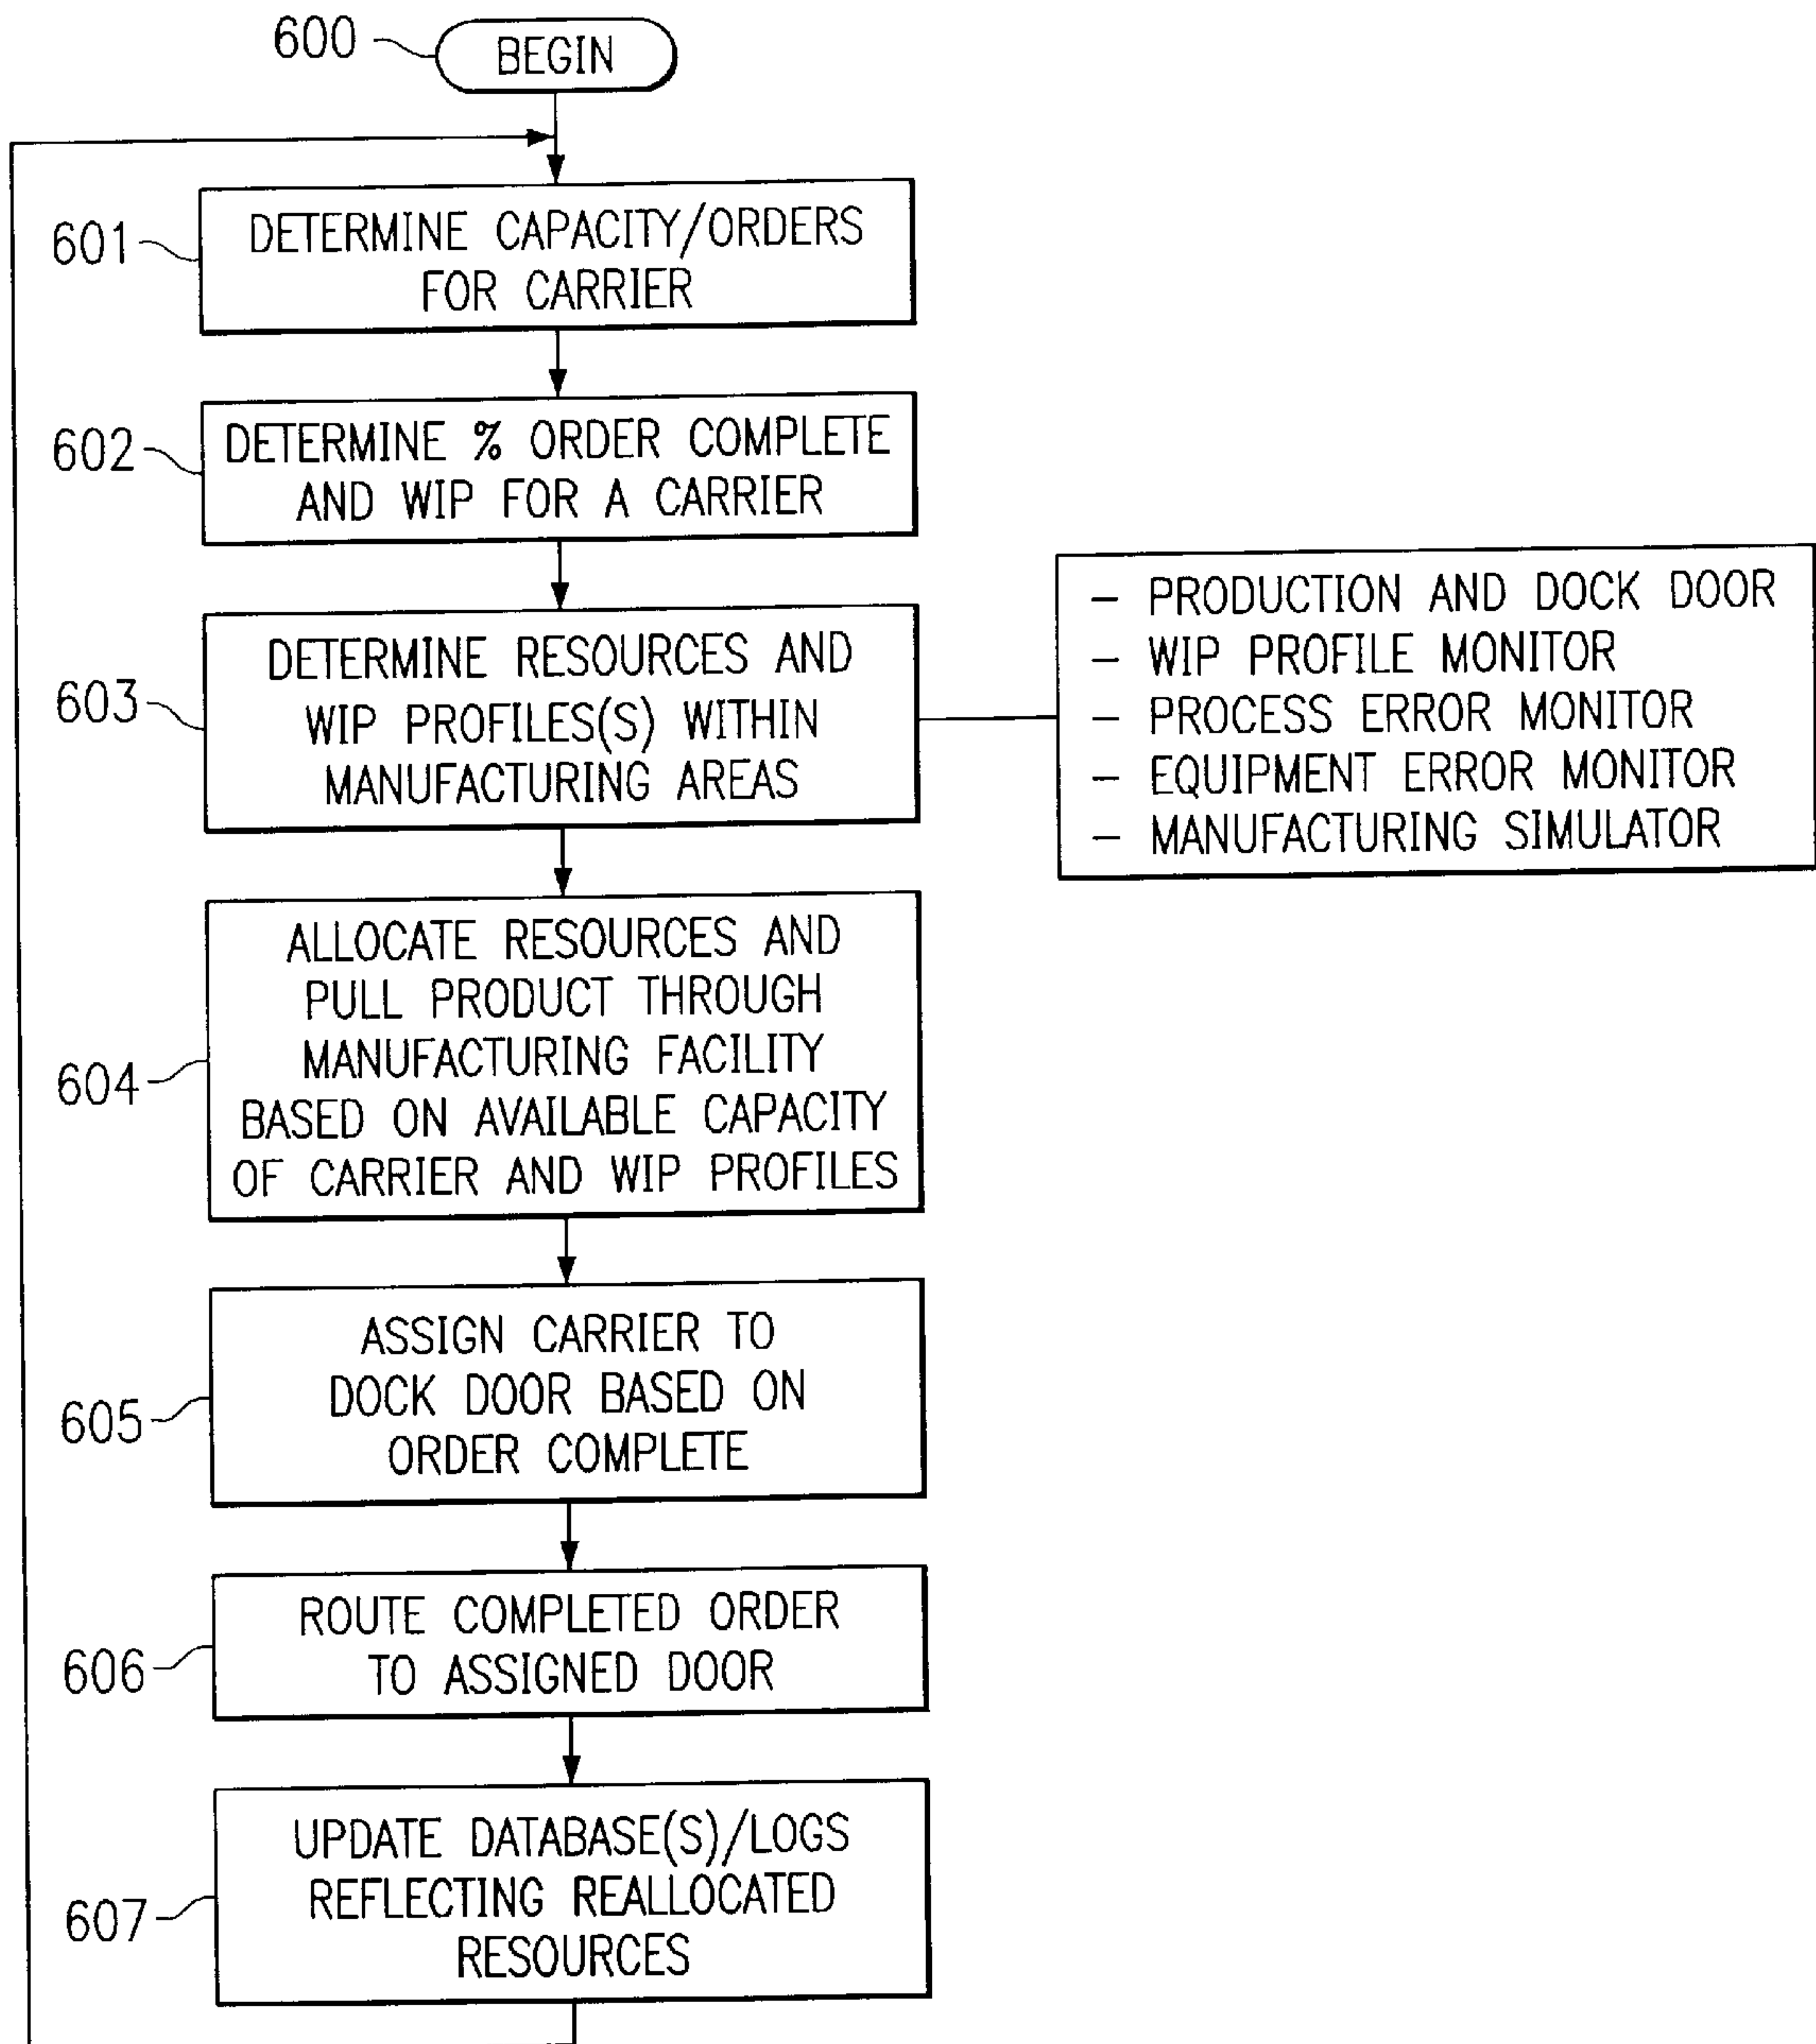 600
BEGIN
601
DETERMINE CAPACITY/ORDERS
FOR CARRIER
602
DETERMINE % ORDER COMPLETE
AND WIP FOR A CARRIER
603
DETERMINE RESOURCES AND
WIP PROFILES(S) WITHIN
MANUFACTURING AREAS
- PRODUCTION AND DOCK DOOR
- WIP PROFILE MONITOR
- PROCESS ERROR MONITOR
- EQUIPMENT ERROR MONITOR
- MANUFACTURING SIMULATOR
604
ALLOCATE RESOURCES AND
PULL PRODUCT THROUGH
MANUFACTURING FACILITY
BASED ON AVAILABLE CAPACITY
OF CARRIER AND WIP PROFILES
605
ASSIGN CARRIER TO
DOCK DOOR BASED ON
ORDER COMPLETE
606
ROUTE COMPLETED ORDER
TO ASSIGNED DOOR
607
UPDATE DATABASE(S)/LOGS
REFLECTING REALLOCATED
RESOURCES